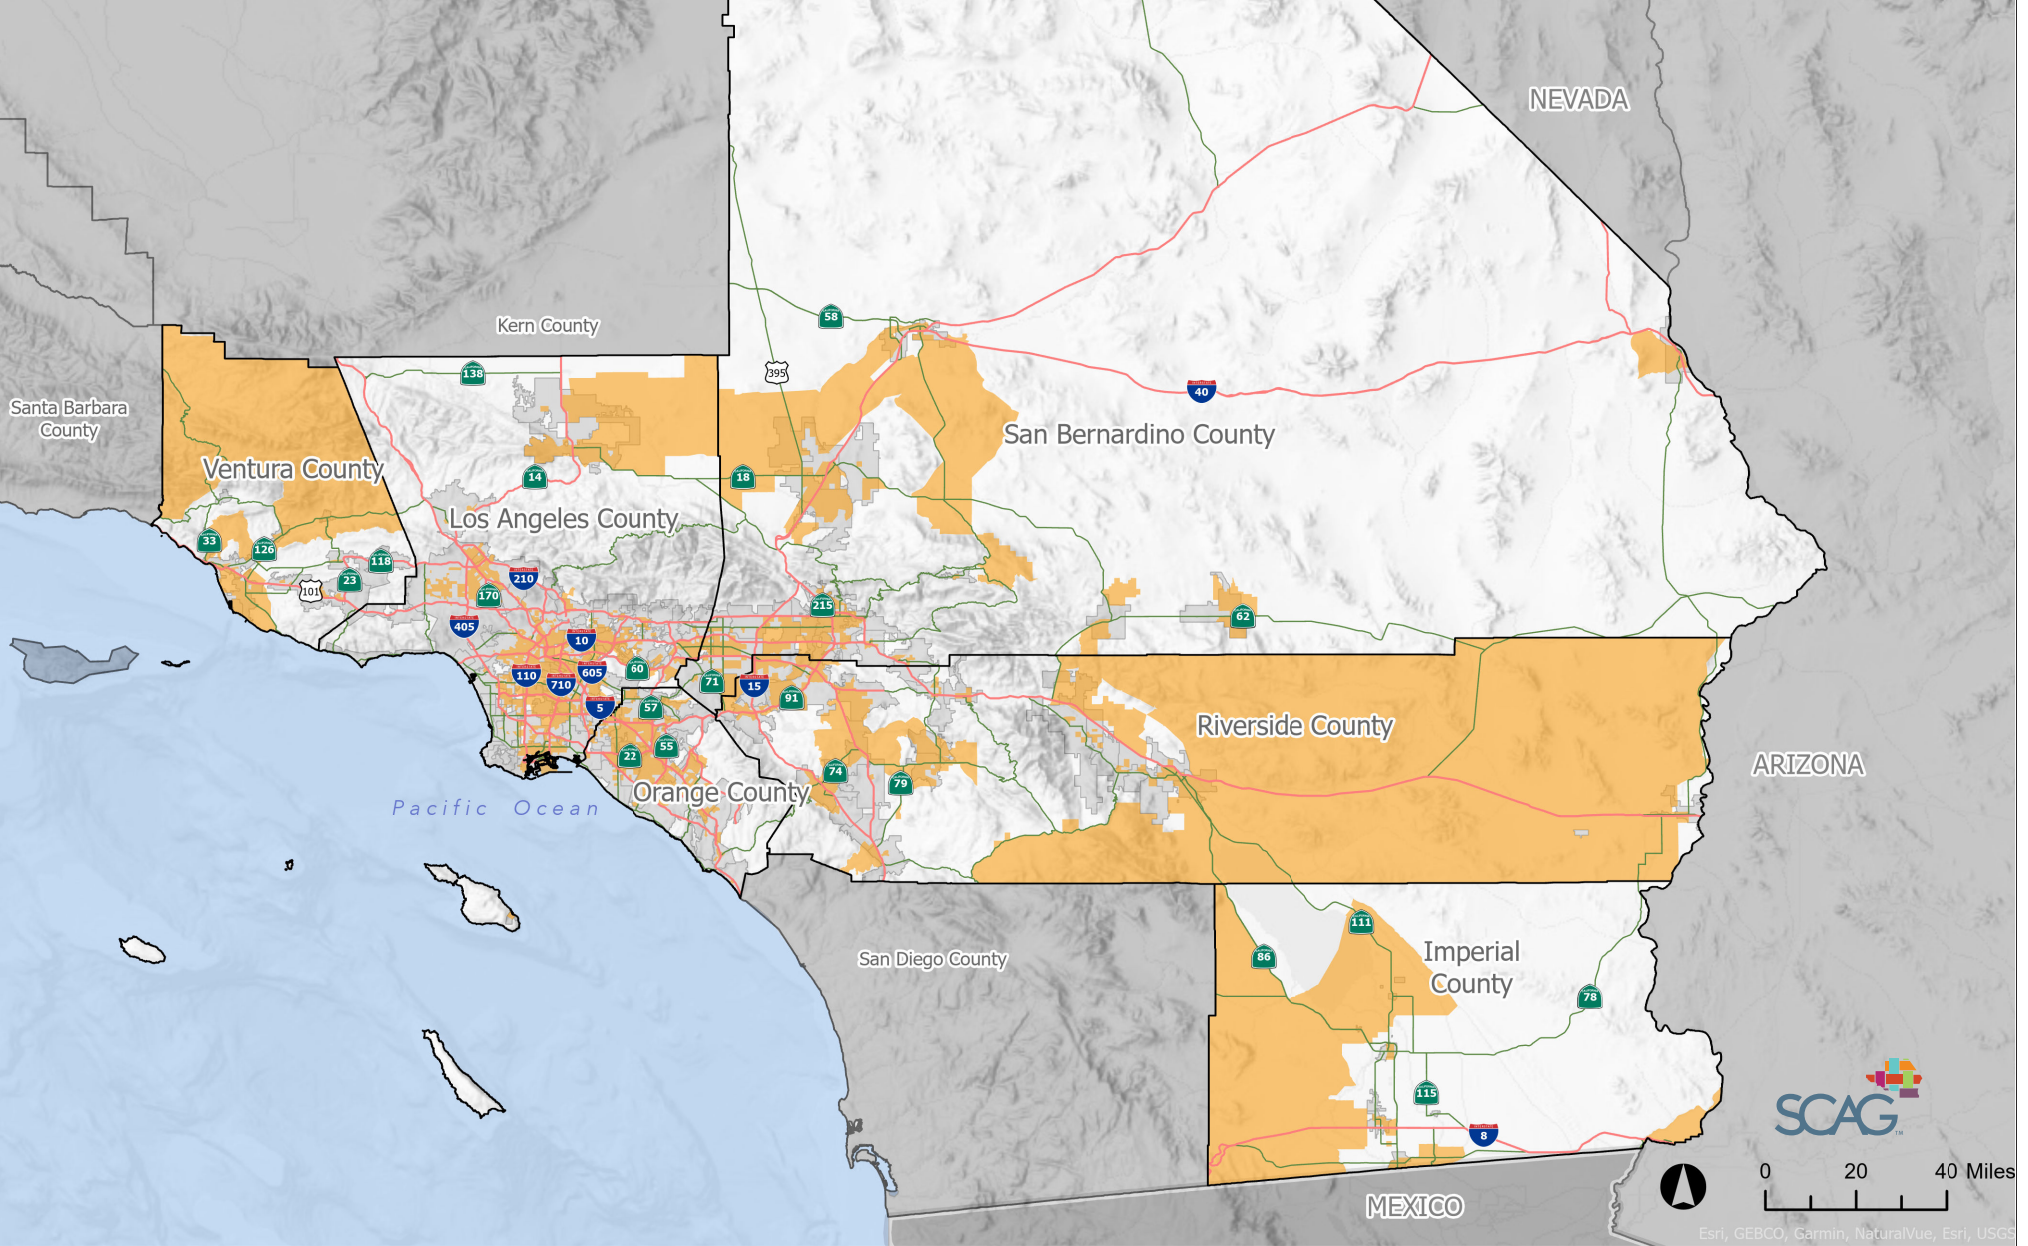 NEVADA
58
Kern County
138
395
40
Santa Barbara
County
San Bernardino County
Ventura County
14
18
Los Angeles County
33
126
118
23
101
210
170
215
62
405
10
110
710
605
60
71
15
91
5
57
Riverside County
55
22
74
79
ARIZONA
Orange County
Pacific Ocean
111
86
Imperial
County
San Diego County
78
115
SCAG™
8
0 20 40 Miles
MEXICO
Esri, GEBCO, Garmin, NaturalVue, Esri, USGS